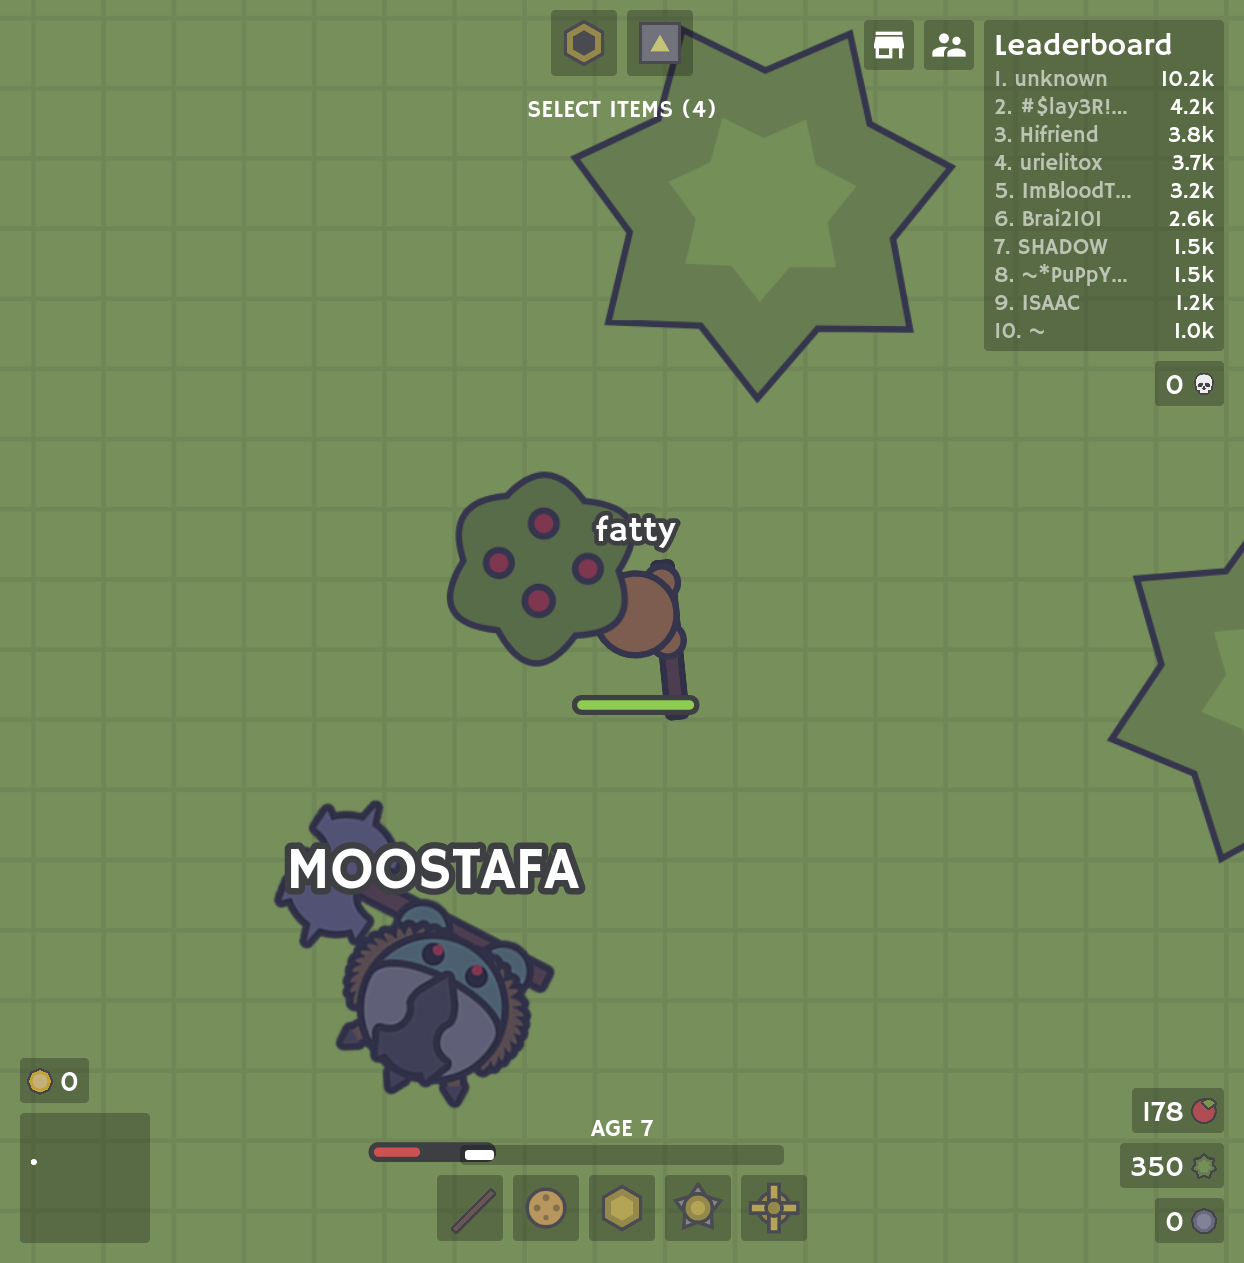 SELECT ITEMS (4)
Leaderboard
1. unknown 10.2k
2. #$lay3R!... 4.2k
3. Hifriend 3.8k
4. urielitox 3.7k
5. ImBloodT... 3.2k
6. Brai2101 2.6k
7. SHADOW 1.5k
8. ~*PuPpY... 1.5k
9. ISAAC 1.2k
10. ~ 1.0k
0
fatty
MOOSTAFA
0
AGE 7
178
350
0